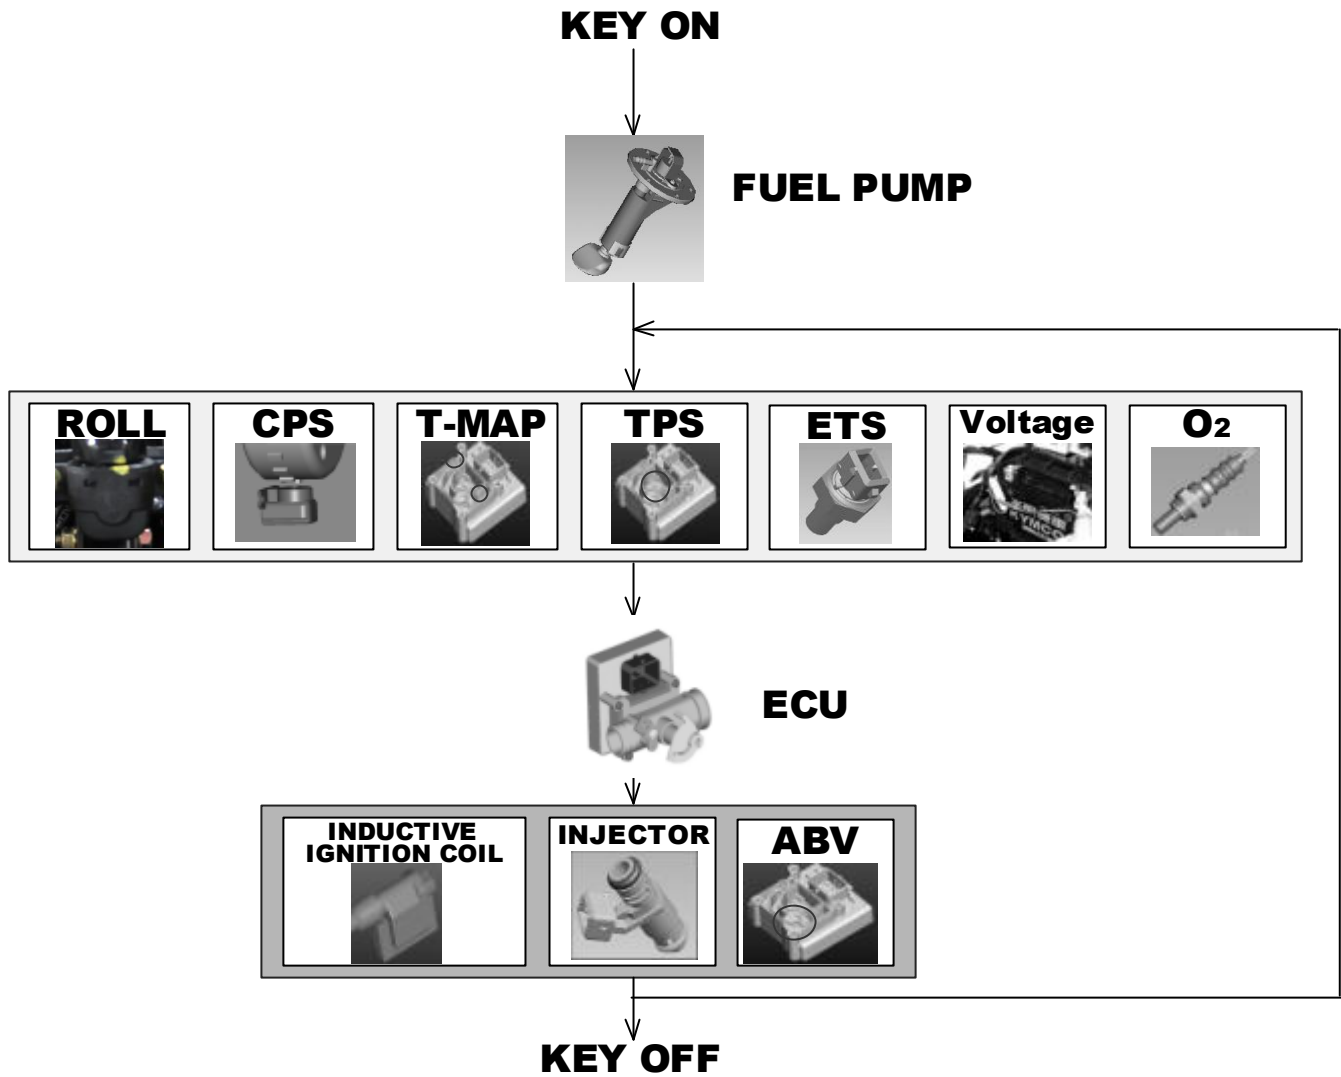 KEY ON
FUEL PUMP
ROLL
CPS
T-MAP
TPS
ETS
Voltage
O2
ECU
INDUCTIVE
IGNITION COIL
INJECTOR
ABV
KEY OFF